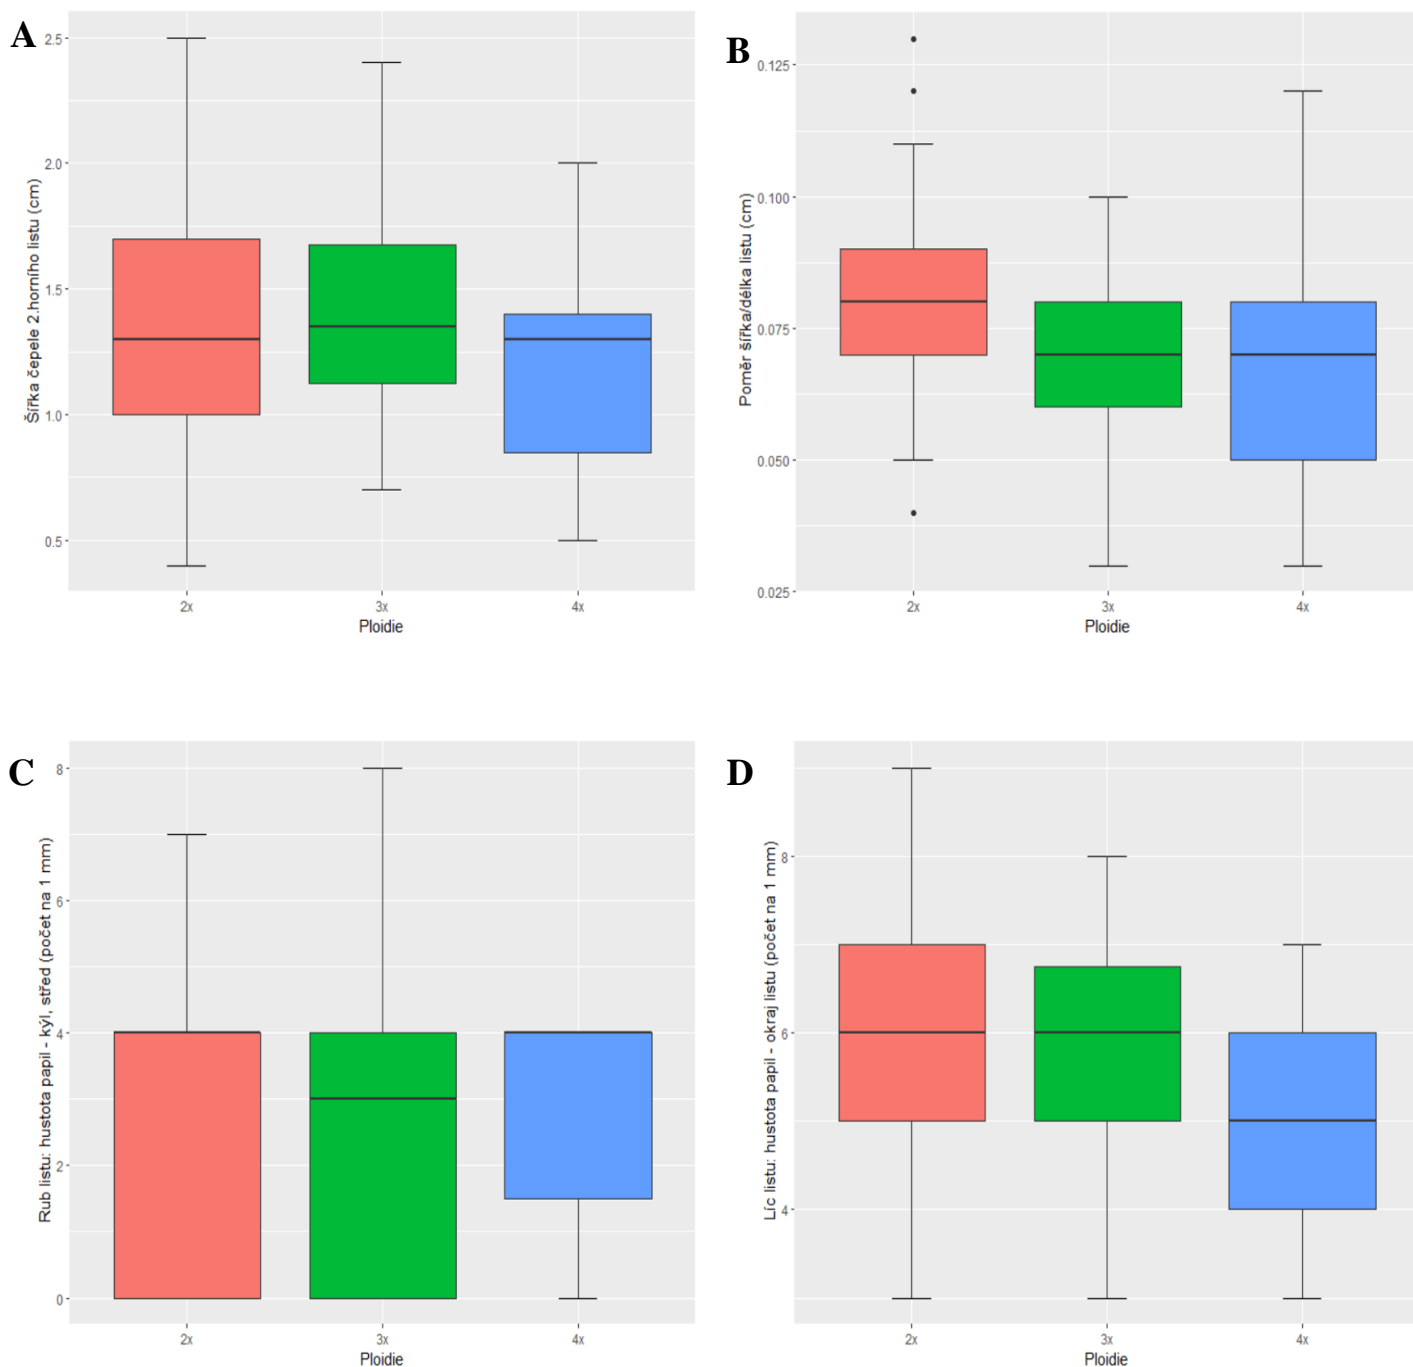 A
Šířka čepele 2.horního listu (cm)
2.5
2.0
1.5
1.0
0.5
2x 3x 4x
Ploidie
B
Poměr šířka/délka listu (cm)
0.125
0.100
0.075
0.050
0.025
2x 3x 4x
Ploidie
C
Rub listu: hustota papil - kýl, střed (počet na 1 mm)
8
6
4
2
0
2x 3x 4x
Ploidie
D
Líc listu: hustota papil - okraj listu (počet na 1 mm)
8
6
4
2x 3x 4x
Ploidie